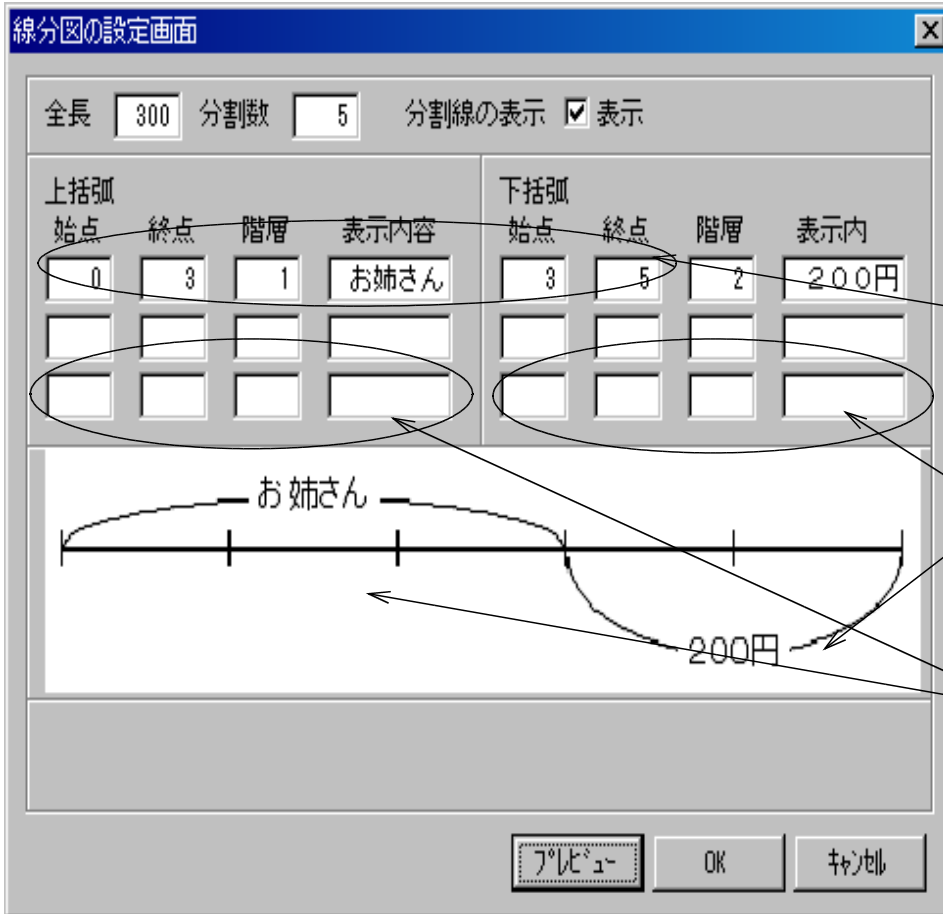 線分図の設定画面
全長 300 分割数 5 分割線の表示 表示
上括弧 下括弧
始点 終点 階層 表示内容 始点 終点 階層 表示内
0 3 1 お姉さん 3 5 2 200円
お姉さん
200円
プレビュー OK キャンセル